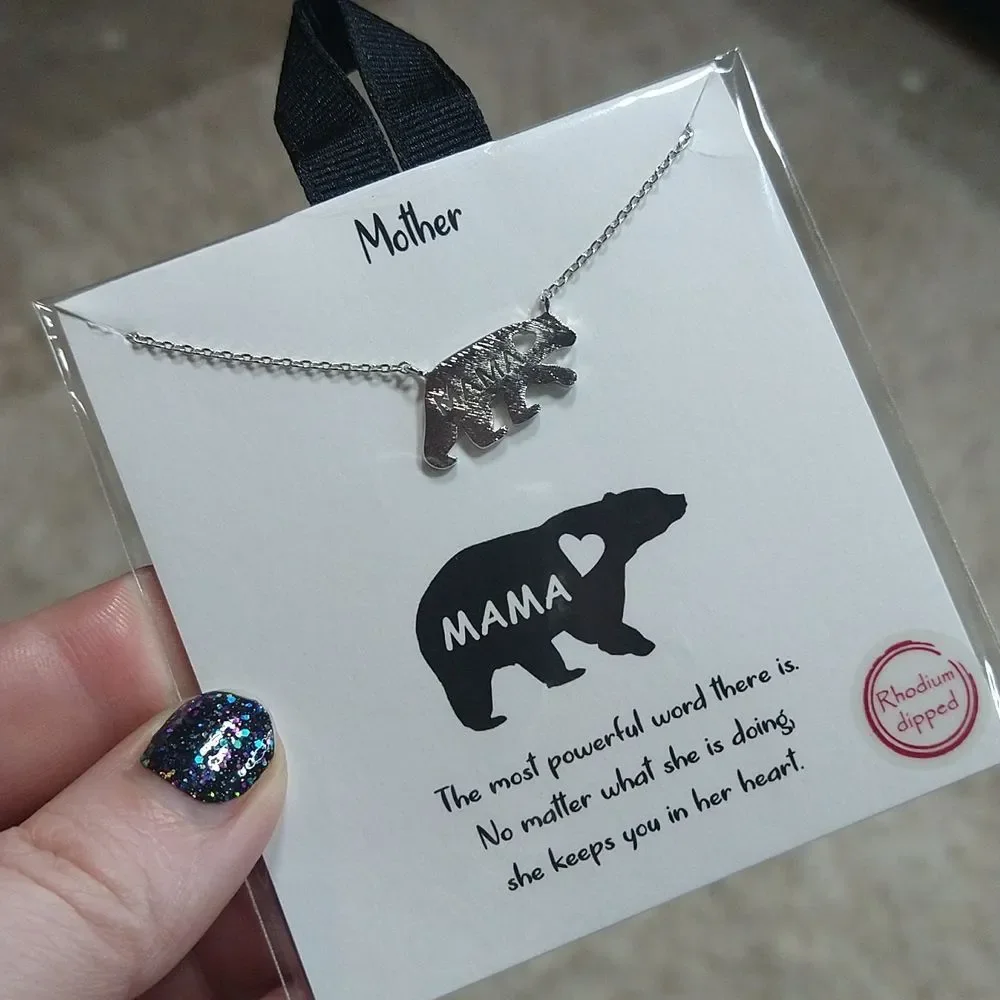 Mother
MAMA
MAMA
The most powerful word there is.
No matter what she is doing,
she keeps you in her heart.
Rhodium
dipped